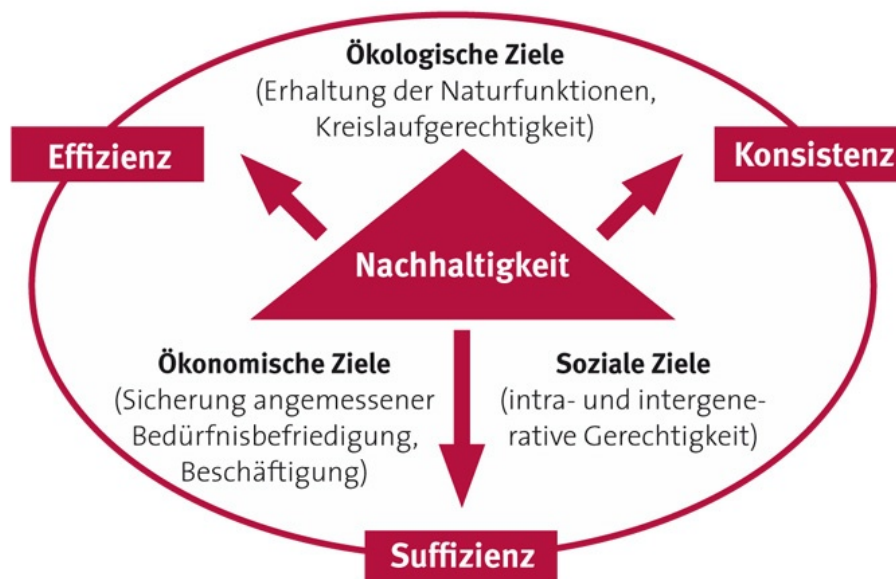 Ökologische Ziele
(Erhaltung der Naturfunktionen,
Kreislaufgerechtigkeit)
Effizienz
Konsistenz
Nachhaltigkeit
Ökonomische Ziele
(Sicherung angemessener
Bedürfnisbefriedigung,
Beschäftigung)
Soziale Ziele
(intra- und intergene-
rative Gerechtigkeit)
Suffizienz